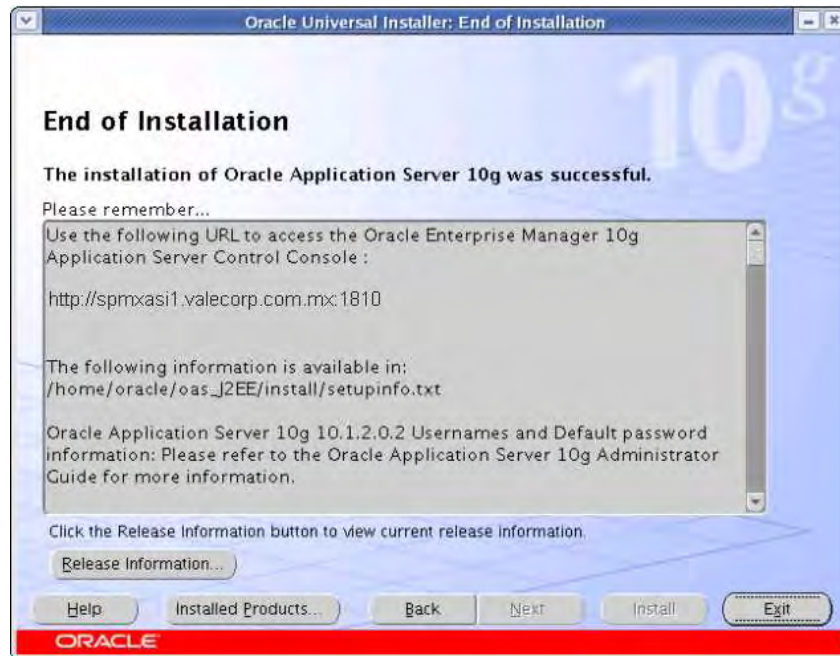 Oracle Universal Installer: End of Installation
10g
End of Installation
The installation of Oracle Application Server 10g was successful.
Please remember...
Use the following URL to access the Oracle Enterprise Manager 10g
Application Server Control Console :
http://spmxasi1.valecorp.com.mx:1810
The following information is available in:
/home/oracle/oas_J2EE/install/setupinfo.txt
Oracle Application Server 10g 10.1.2.0.2 Usernames and Default password
information: Please refer to the Oracle Application Server 10g Administrator
Guide for more information.
Click the Release Information button to view current release information.
Release Information...
Help Installed Products... Back Next Install Exit
ORACLE